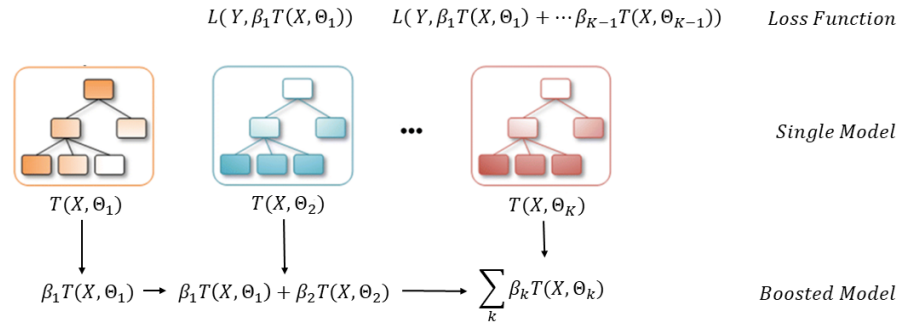 L( Y, β₁T(X, Θ₁)) L( Y, β₁T(X, Θ₁) + ⋯ β_{K−1}T(X, Θ_{K−1})) Loss Function
••• Single Model
T(X, Θ₁) T(X, Θ₂) T(X, Θ_K)
β₁T(X, Θ₁) → β₁T(X, Θ₁) + β₂T(X, Θ₂) → ∑_k β_kT(X, Θ_k) Boosted Model